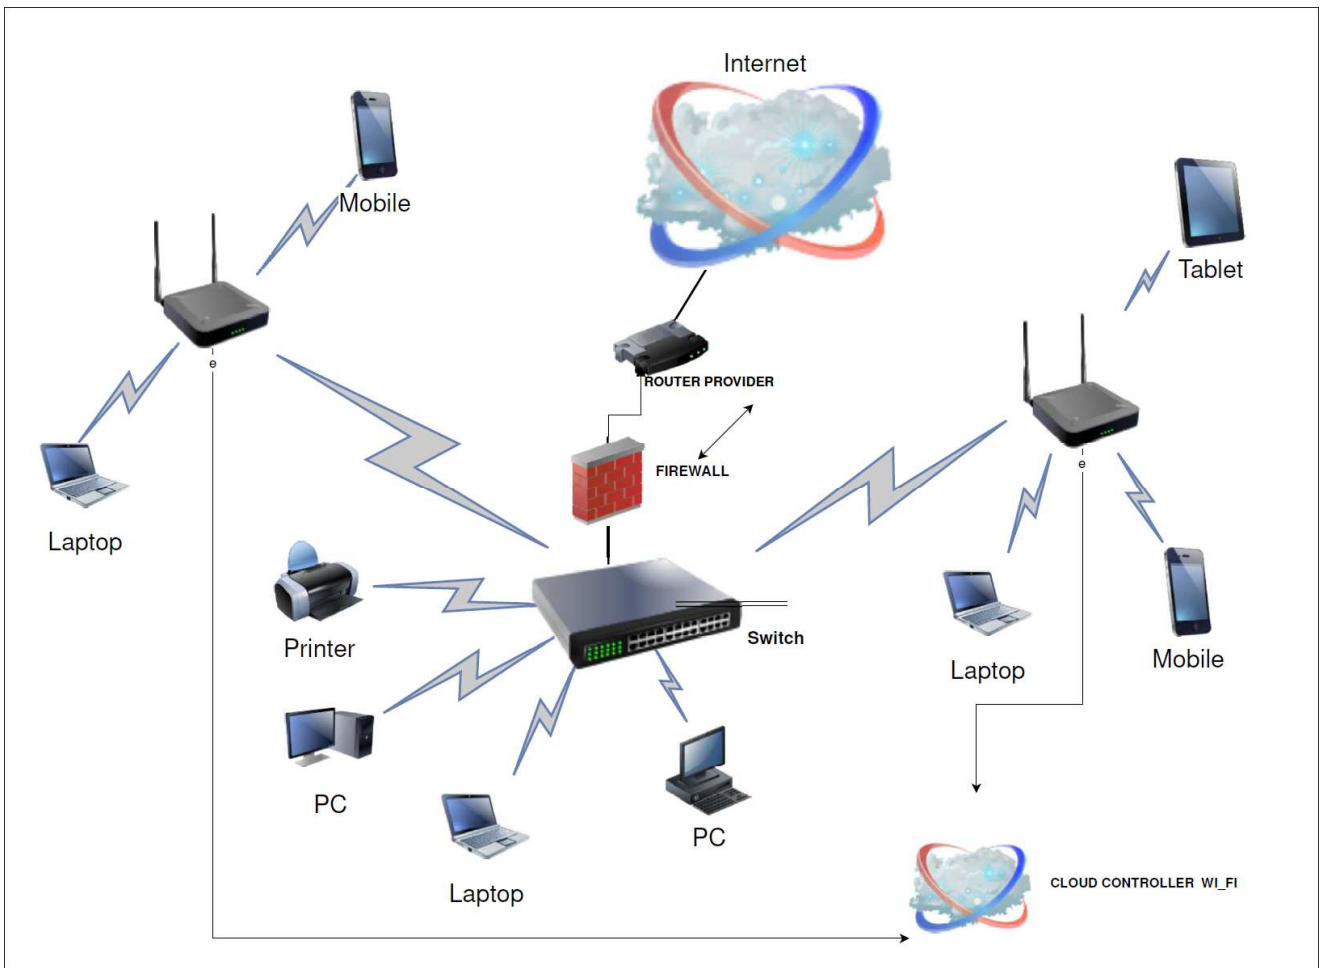 Internet
Mobile
Tablet
e
ROUTER PROVIDER
FIREWALL
e
Laptop
Printer
Switch
Laptop
Mobile
PC
PC
Laptop
CLOUD CONTROLLER WI_FI